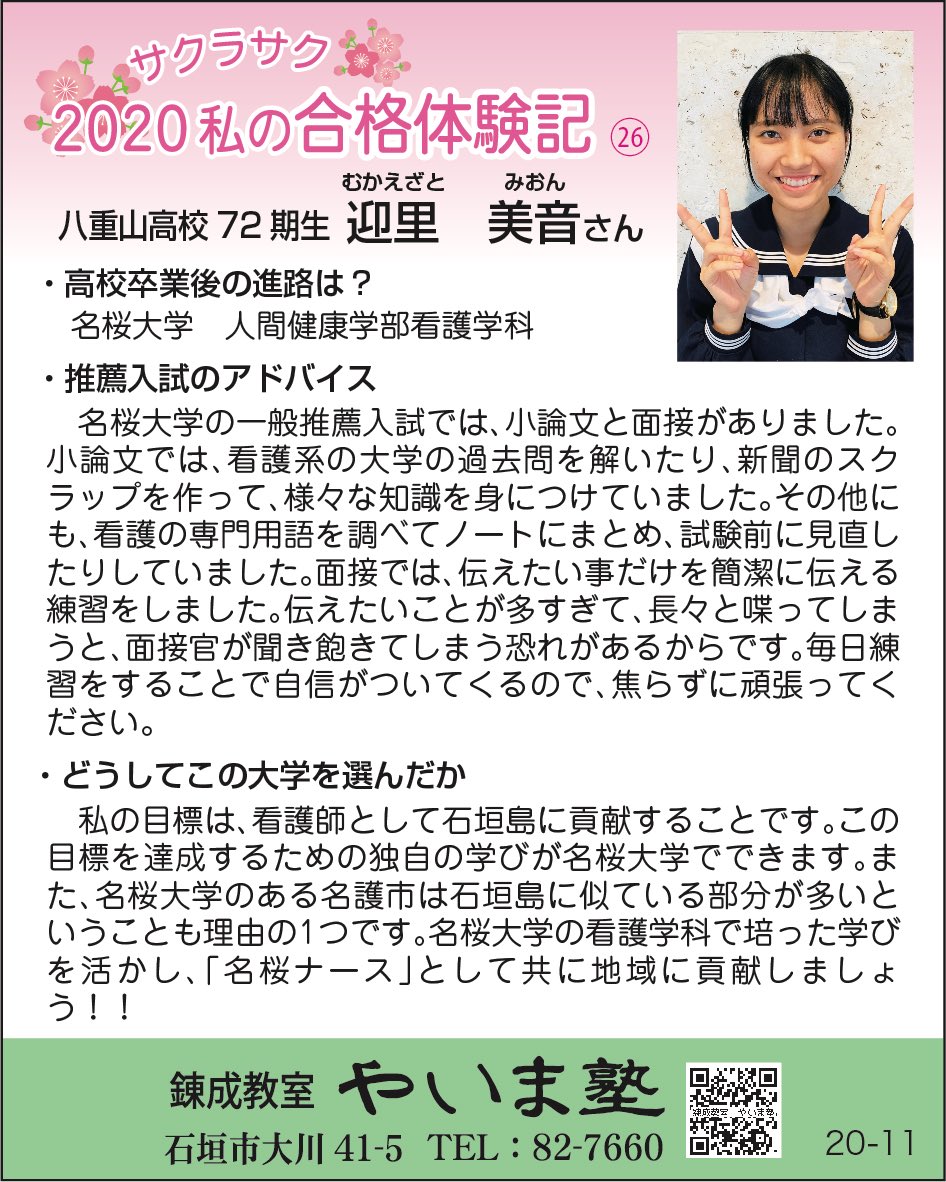 サクラサク
2020 私の合格体験記 ㉖
むかえざと みおん
八重山高校 72 期生 迎里 美音さん
・高校卒業後の進路は？
名桜大学 人間健康学部看護学科
・推薦入試のアドバイス
名桜大学の一般推薦入試では、小論文と面接がありました。
小論文では、看護系の大学の過去問を解いたり、新聞のスク
ラップを作って、様々な知識を身につけていました。その他に
も、看護の専門用語を調べてノートにまとめ、試験前に見直し
たりしていました。面接では、伝えたい事だけを簡潔に伝える
練習をしました。伝えたいことが多すぎて、長々と喋ってしま
うと、面接官が聞き飽きてしまう恐れがあるからです。毎日練
習をすることで自信がついてくるので、焦らずに頑張ってく
ださい。
・どうしてこの大学を選んだか
私の目標は、看護師として石垣島に貢献することです。この
目標を達成するための独自の学びが名桜大学でできます。ま
た、名桜大学のある名護市は石垣島に似ている部分が多いと
いうことも理由の1つです。名桜大学の看護学科で培った学び
を活かし、「名桜ナース」として共に地域に貢献しましょ
う！！
錬成教室 やいま塾
錬成教室 やいま塾
石垣市大川 41-5 TEL：82-7660
20-11